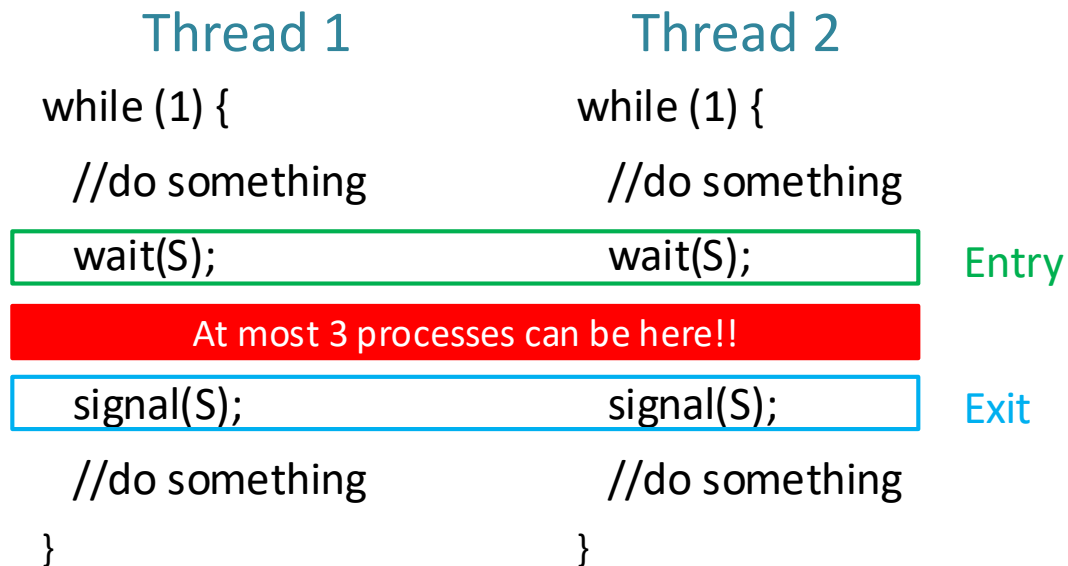 Thread 1 Thread 2
while (1) { while (1) {
//do something //do something
wait(S); wait(S); Entry
At most 3 processes can be here!!
signal(S); signal(S); Exit
//do something //do something
} }